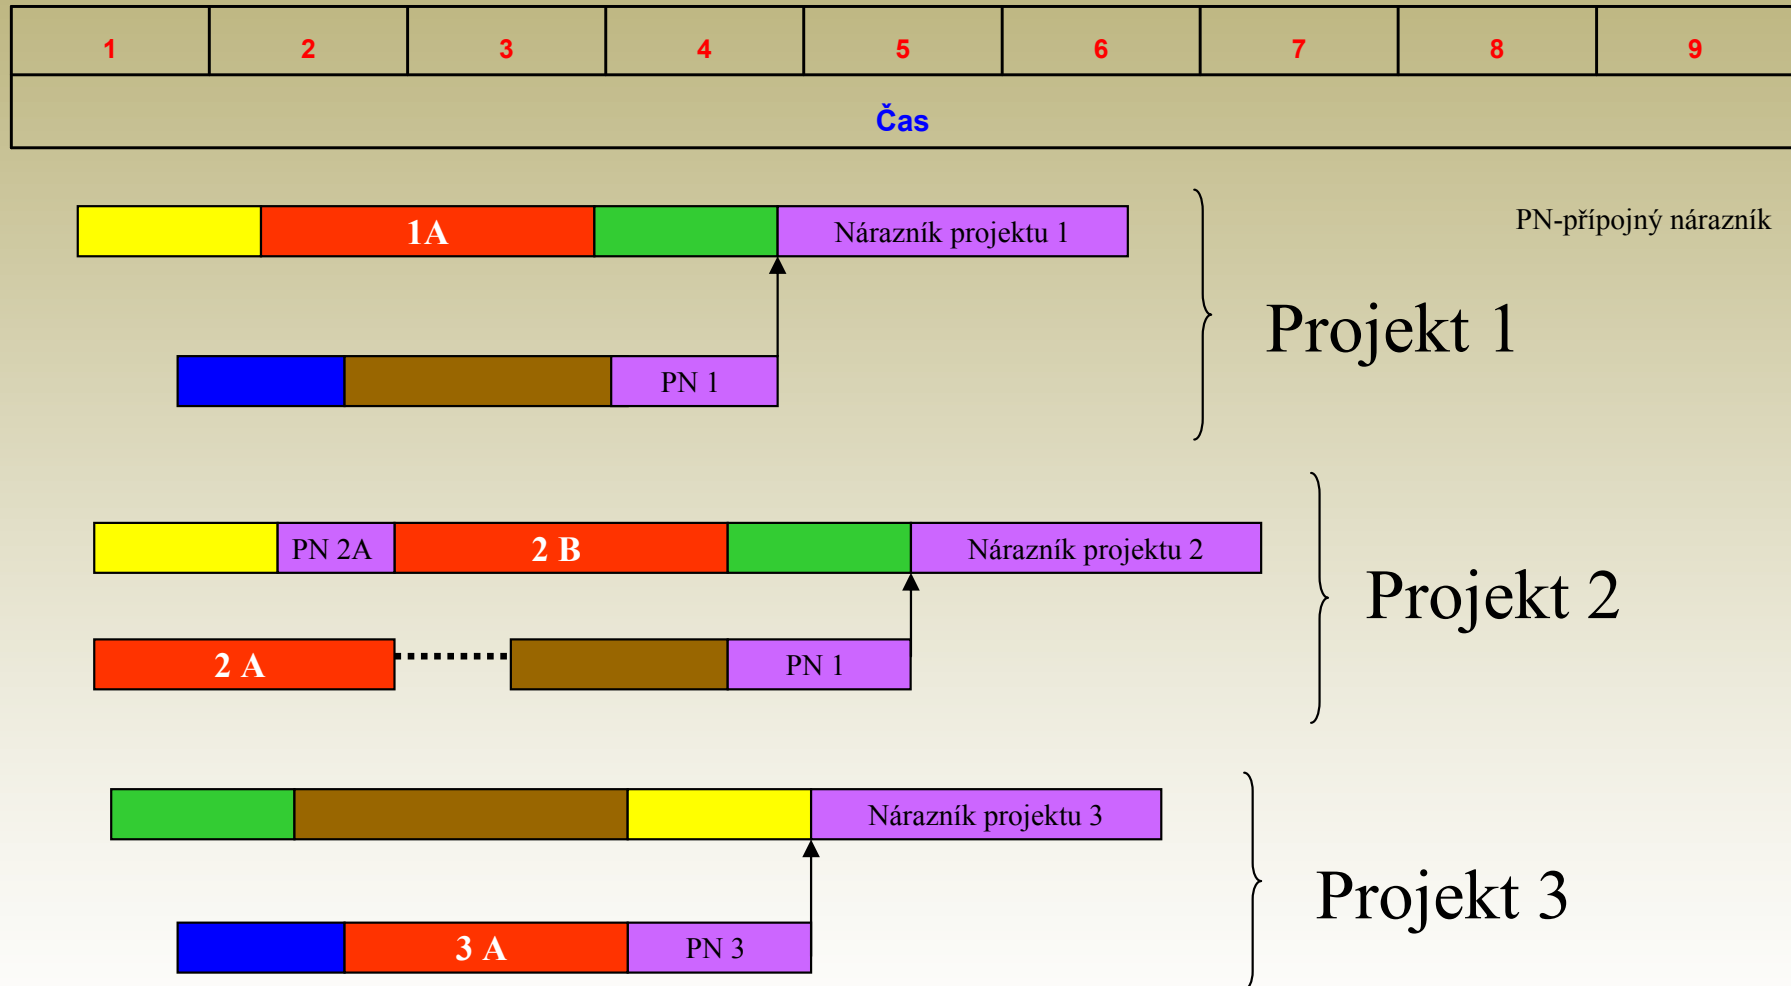 1 2 3 4 5 6 7 8 9
Čas
1A
Nárazník projektu 1
PN-přípojný nárazník
Projekt 1
PN 1
PN 2A
2 B
Nárazník projektu 2
Projekt 2
2 A
PN 1
Nárazník projektu 3
Projekt 3
3 A
PN 3